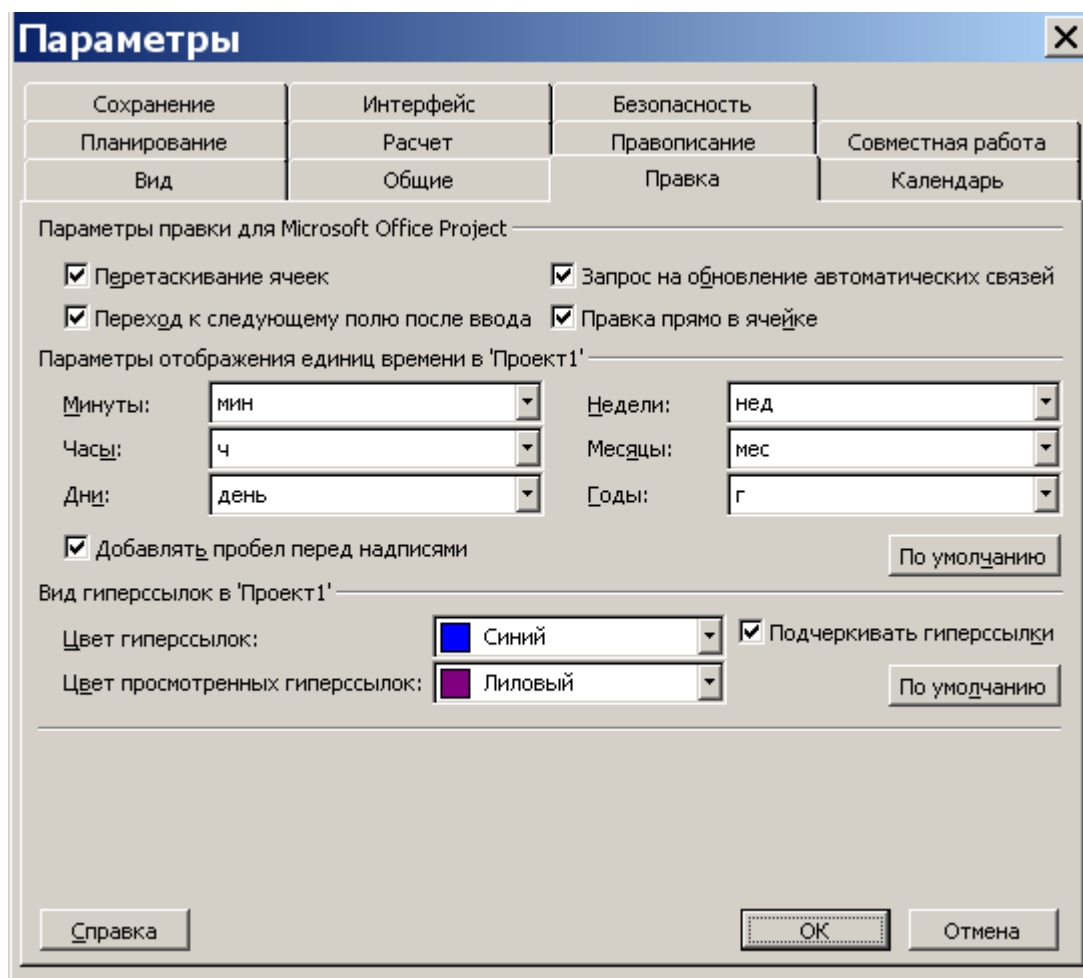 Параметры
Сохранение Интерфейс Безопасность
Планирование Расчет Правописание Совместная работа
Вид Общие Правка Календарь
Параметры правки для Microsoft Office Project
Перетаскивание ячеек Запрос на обновление автоматических связей
Переход к следующему полю после ввода Правка прямо в ячейке
Параметры отображения единиц времени в 'Проект1'
Минуты: мин Недели: нед
Часы: ч Месяцы: мес
Дни: день Годы: г
Добавлять пробел перед надписями
По умолчанию
Вид гиперссылок в 'Проект1'
Цвет гиперссылок: Синий Подчеркивать гиперссылки
Цвет просмотренных гиперссылок: Лиловый По умолчанию
Справка ОК Отмена